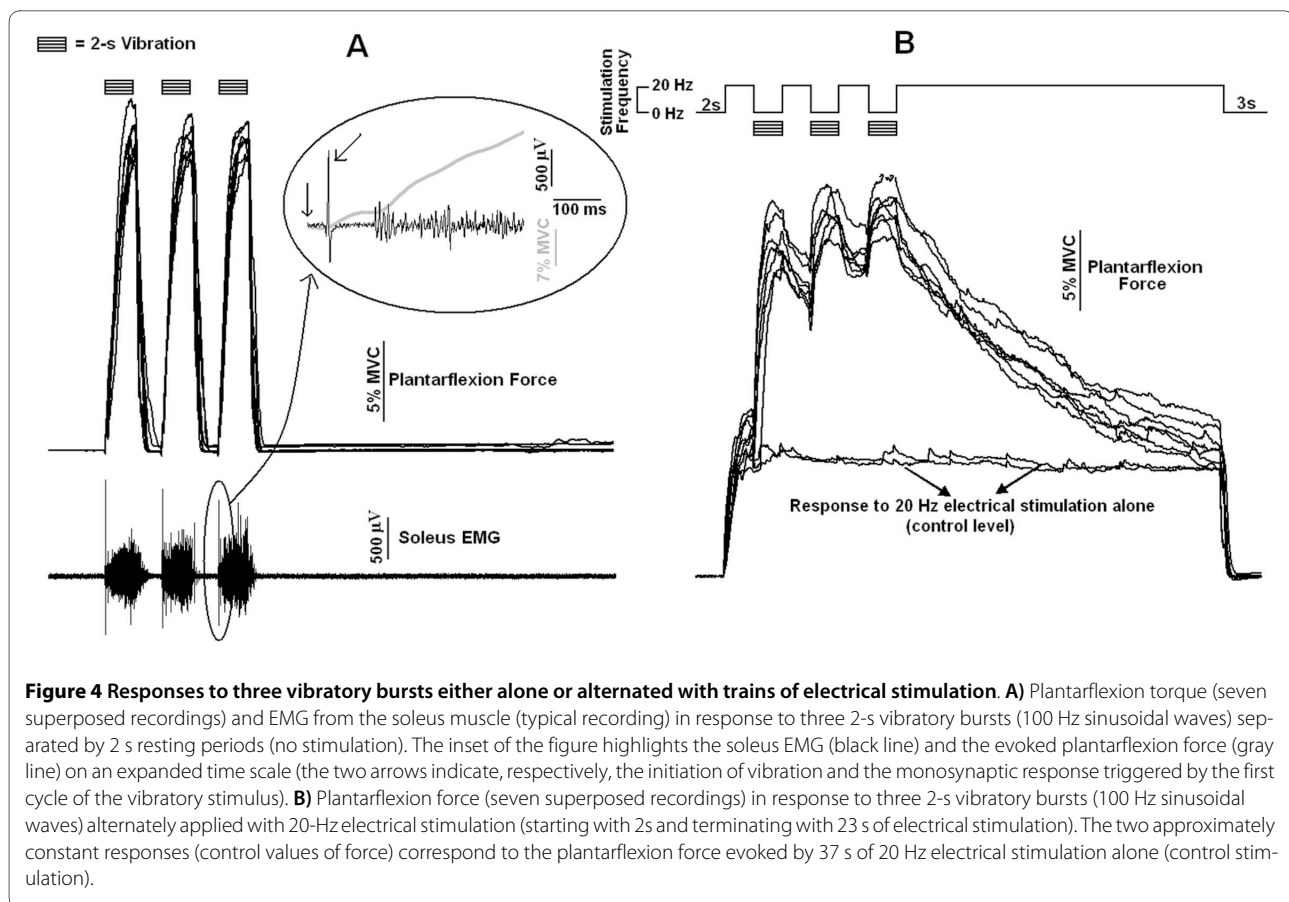 = 2-s Vibration
A
500 µV
100 ms
7% MVC
5% MVC
Plantarflexion Force
500 µV
Soleus EMG
B
Stimulation
Frequency
20 Hz
0 Hz
2s
3s
5% MVC
Plantarflexion
Force
Response to 20 Hz electrical stimulation alone
(control level)
Figure 4 Responses to three vibratory bursts either alone or alternated with trains of electrical stimulation. A) Plantarflexion torque (seven
superposed recordings) and EMG from the soleus muscle (typical recording) in response to three 2-s vibratory bursts (100 Hz sinusoidal waves) sep-
arated by 2 s resting periods (no stimulation). The inset of the figure highlights the soleus EMG (black line) and the evoked plantarflexion force (gray
line) on an expanded time scale (the two arrows indicate, respectively, the initiation of vibration and the monosynaptic response triggered by the first
cycle of the vibratory stimulus). B) Plantarflexion force (seven superposed recordings) in response to three 2-s vibratory bursts (100 Hz sinusoidal
waves) alternately applied with 20-Hz electrical stimulation (starting with 2s and terminating with 23 s of electrical stimulation). The two approximately
constant responses (control values of force) correspond to the plantarflexion force evoked by 37 s of 20 Hz electrical stimulation alone (control stim-
ulation).